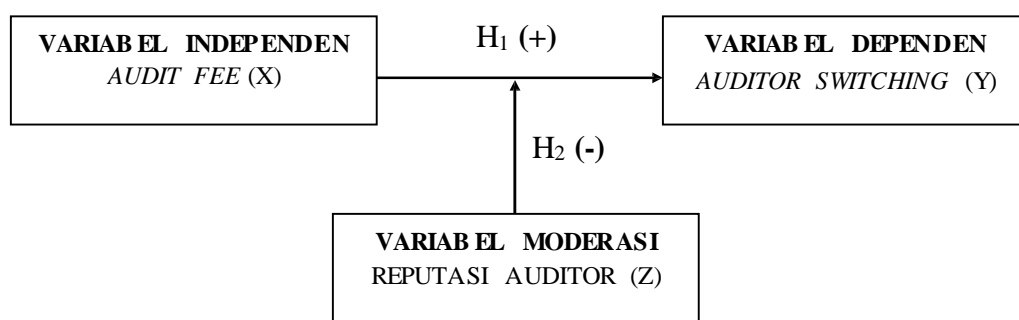 VARIABEL INDEPENDEN
AUDIT FEE (X)
H₁ (+)
VARIABEL DEPENDEN
AUDITOR SWITCHING (Y)
H₂ (-)
VARIABEL MODERASI
REPUTASI AUDITOR (Z)